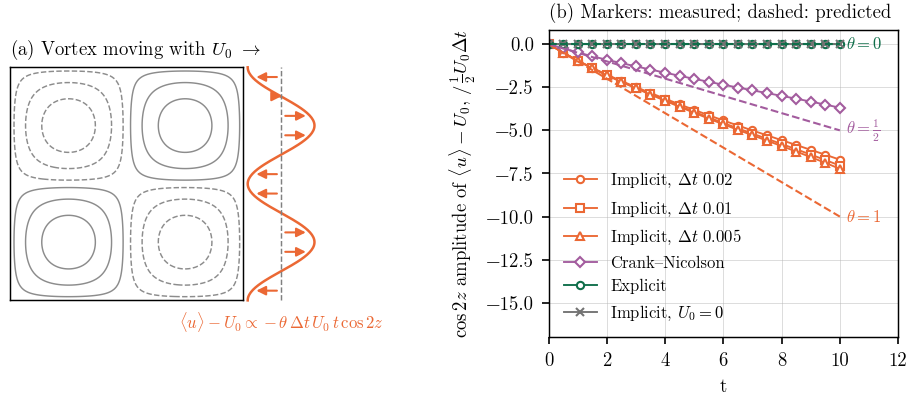 (a) Vortex moving with U₀ →
⟨u⟩ − U₀ ∝ −θ Δt U₀ t cos 2z
(b) Markers: measured; dashed: predicted
cos 2z amplitude of ⟨u⟩ − U₀, /½U₀Δt
0.0
−2.5
−5.0
−7.5
−10.0
−12.5
−15.0
θ = 0
θ = ½
θ = 1
Implicit, Δt 0.02
Implicit, Δt 0.01
Implicit, Δt 0.005
Crank–Nicolson
Explicit
Implicit, U₀ = 0
0 2 4 6 8 10 12
t